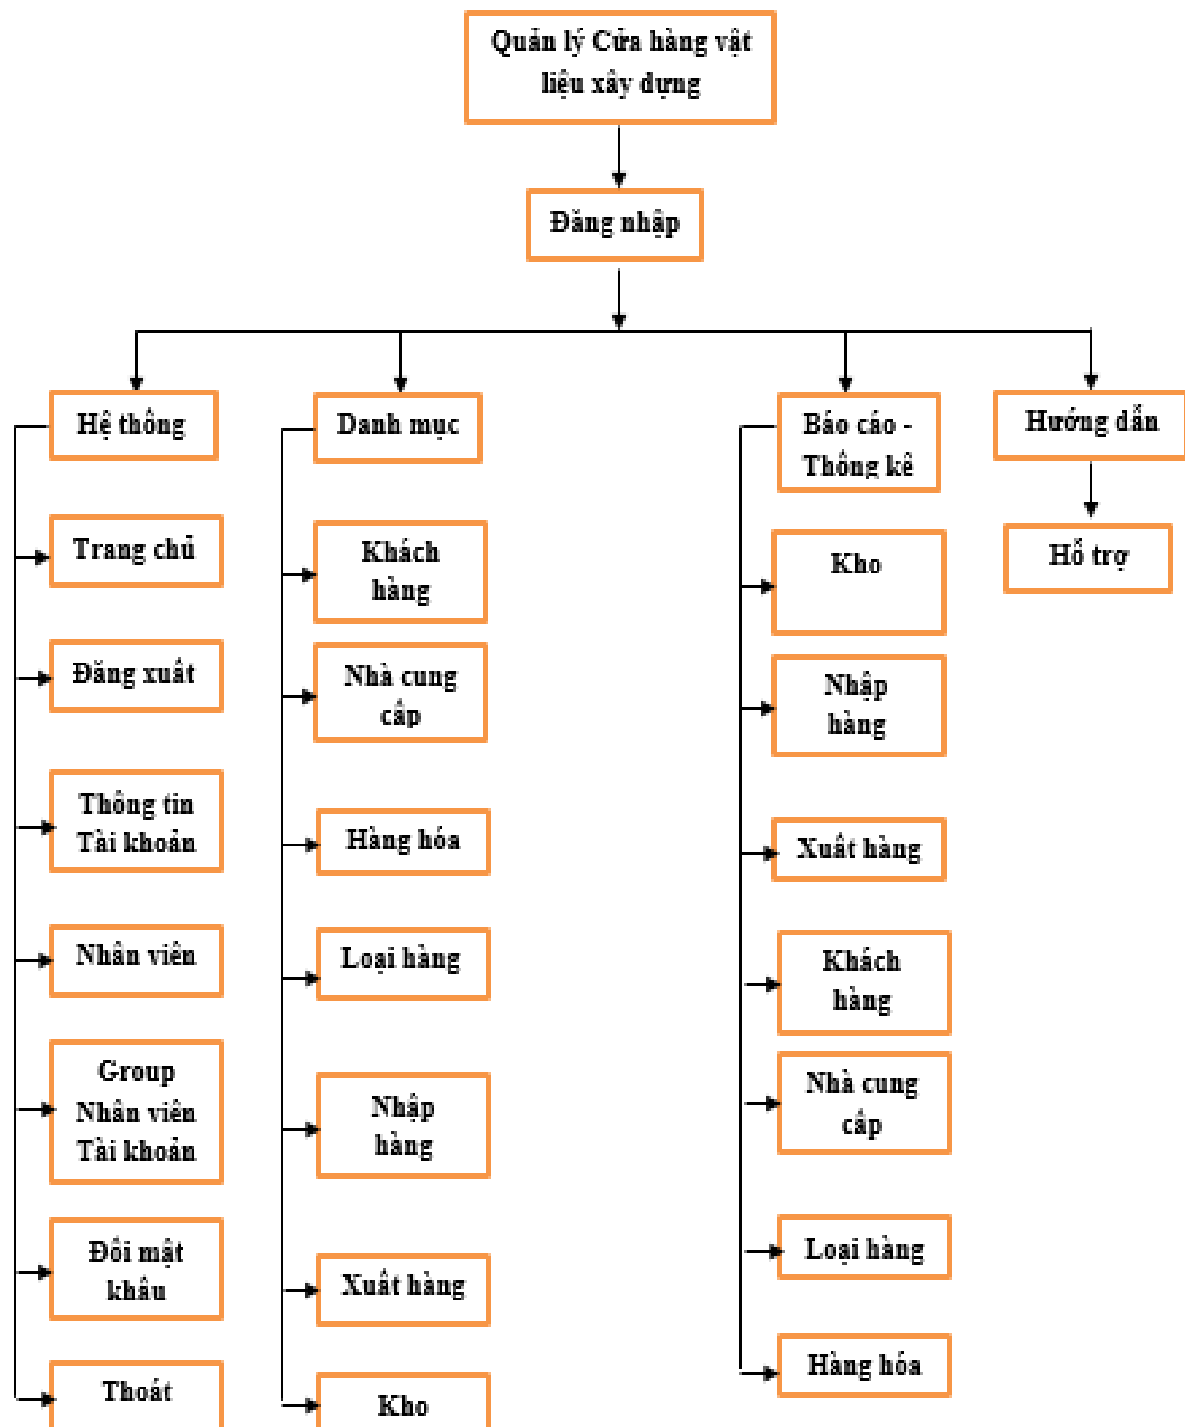 Quản lý Cửa hàng vật
liệu xây dựng
Đăng nhập
Hệ thống
Trang chủ
Đăng xuất
Thông tin
Tài khoản
Nhân viên
Group
Nhân viên
Tài khoản
Đổi mật
khẩu
Thoát
Danh mục
Khách
hàng
Nhà cung
cấp
Hàng hóa
Loại hàng
Nhập
hàng
Xuất hàng
Kho
Báo cáo -
Thống kê
Kho
Nhập
hàng
Xuất hàng
Khách
hàng
Nhà cung
cấp
Loại hàng
Hàng hóa
Hướng dẫn
Hỗ trợ